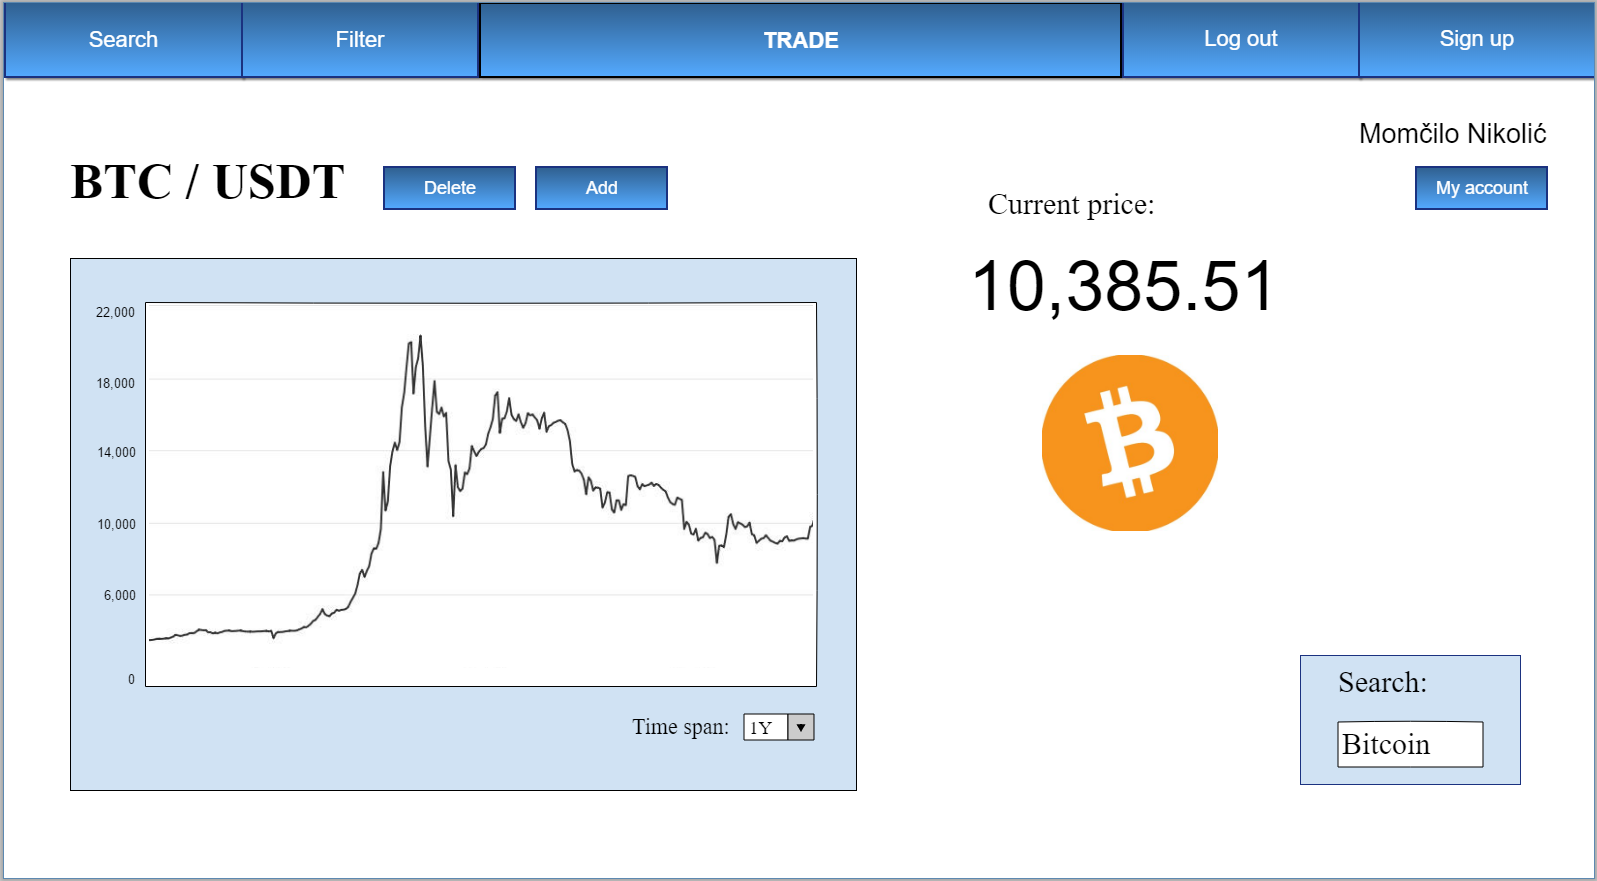 Search
Filter
TRADE
Log out
Sign up
Momčilo Nikolić
My account
BTC / USDT
Delete
Add
Current price:
10,385.51
22,000
18,000
14,000
10,000
6,000
0
Time span:
1Y
Search:
Bitcoin